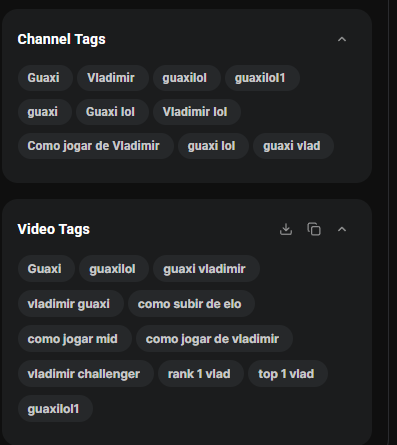 Channel Tags
Guaxi Vladimir guaxilol guaxilol1
guaxi Guaxi lol Vladimir lol
Como jogar de Vladimir guaxi lol guaxi vlad
Video Tags
Guaxi guaxilol guaxi vladimir
vladimir guaxi como subir de elo
como jogar mid como jogar de vladimir
vladimir challenger rank 1 vlad top 1 vlad
guaxilol1